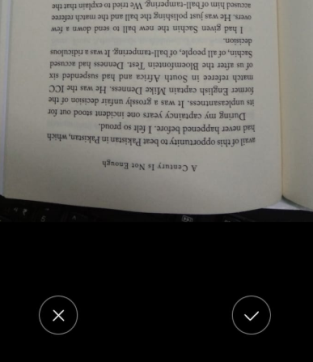 A Century Is Not Enough
avail of this opportunity to beat Pakistan in Pakistan, which
had never happened before. I felt so proud.
During my captaincy years one incident stood out for
its unpleasantness. It was a grossly unfair decision of the
former English captain Mike Denness. He was the ICC
march referee in South Africa and had suspended six
of us after the Bloemfontein Test. Denness had accused
Sachin, of all people, of ball-tampering. It was a ridiculous
decision.
I had given Sachin the new ball to send down a few
overs. He was just polishing the ball and the match referee
accused him of ball-tampering. We tried to explain that the